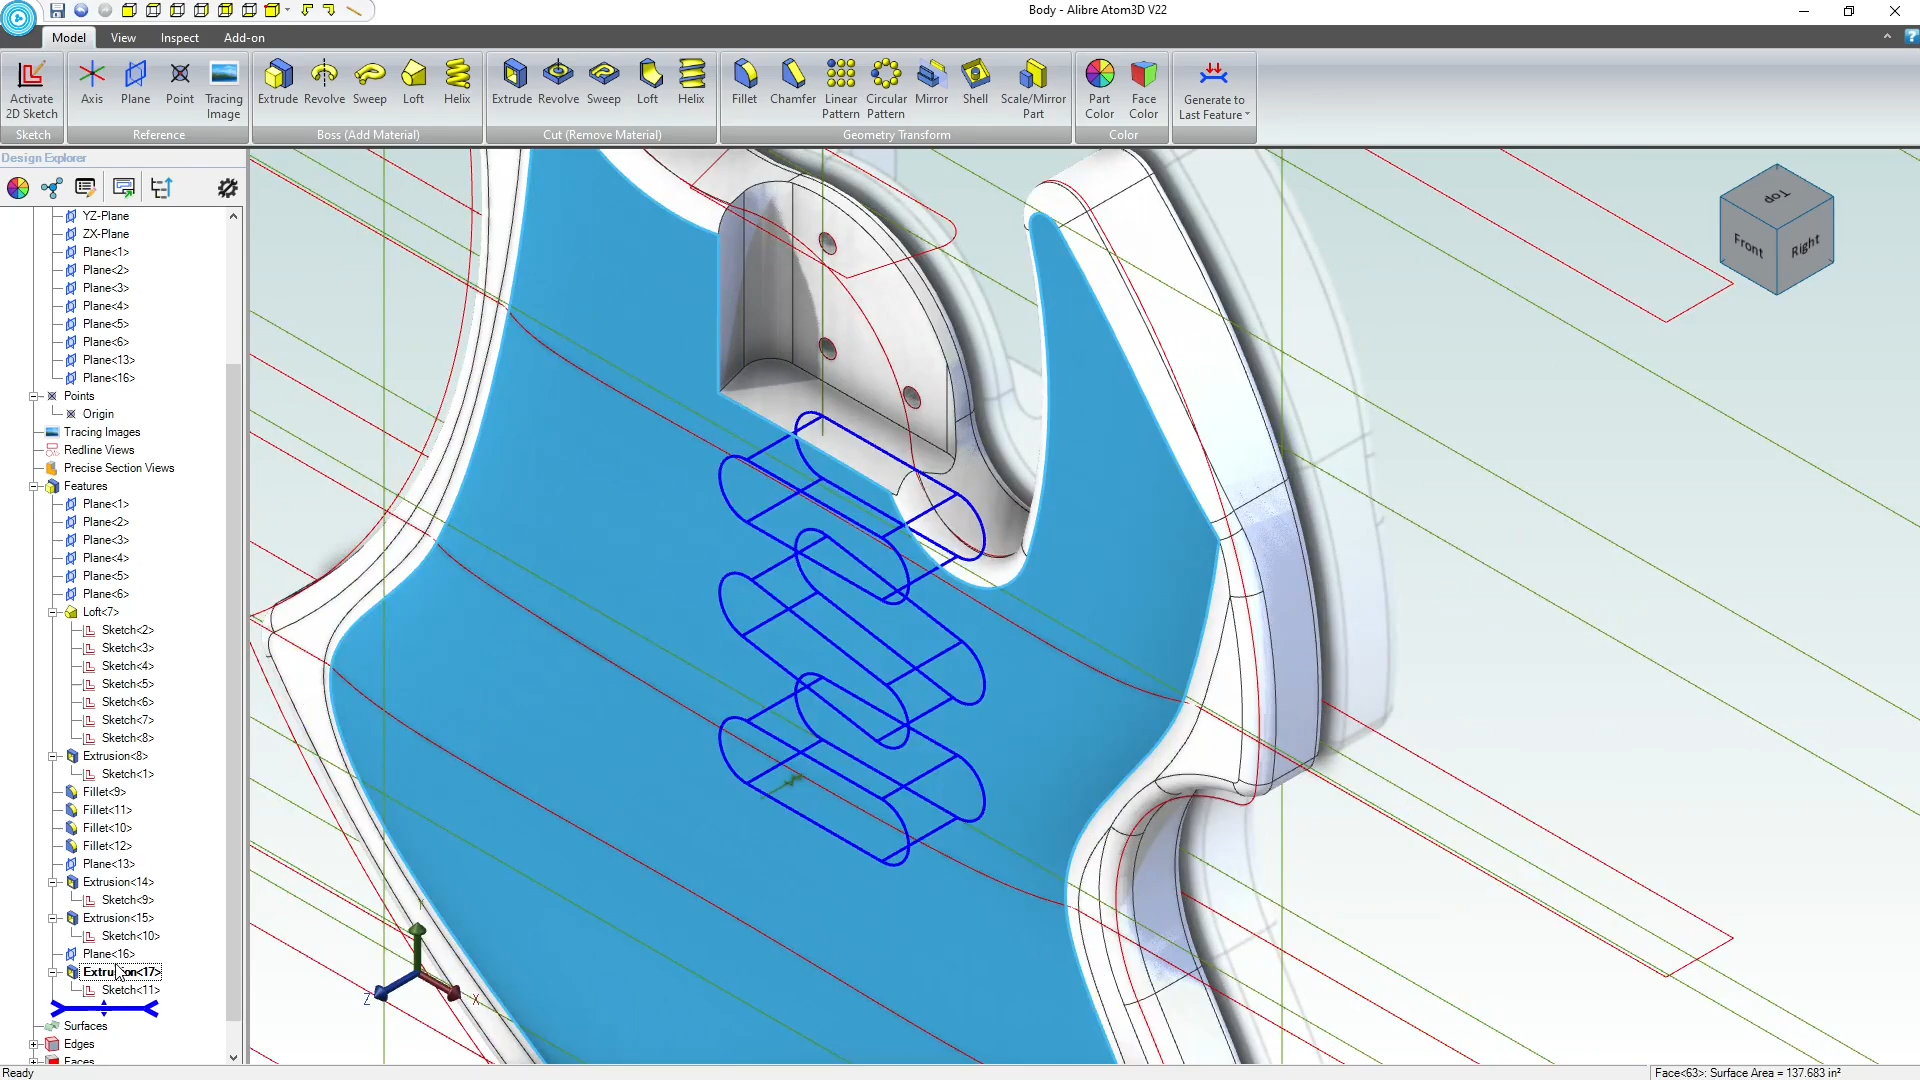 Body - Alibre Atom3D V22
Model View Inspect Add-on
Activate 2D Sketch
Axis Plane Point Tracing Image
Extrude Revolve Sweep Loft Helix
Extrude Revolve Sweep Loft Helix
Fillet Chamfer Linear Pattern Circular Pattern Mirror Shell Scale/Mirror Part
Part Color Face Color
Generate to Last Feature
Sketch Reference Boss (Add Material) Cut (Remove Material) Geometry Transform Color
Design Explorer
YZ-Plane
ZX-Plane
Plane<1>
Plane<2>
Plane<3>
Plane<4>
Plane<5>
Plane<6>
Plane<13>
Plane<16>
Points
Origin
Tracing Images
Redline Views
Precise Section Views
Features
Plane<1>
Plane<2>
Plane<3>
Plane<4>
Plane<5>
Plane<6>
Loft<7>
Sketch<2>
Sketch<3>
Sketch<4>
Sketch<5>
Sketch<6>
Sketch<7>
Sketch<8>
Extrusion<8>
Sketch<1>
Fillet<9>
Fillet<11>
Fillet<10>
Fillet<12>
Plane<13>
Extrusion<14>
Sketch<9>
Extrusion<15>
Sketch<10>
Plane<16>
Extrusion<17>
Sketch<11>
Surfaces
Edges
Faces
Top
Front
Right
Y
Z
X
Ready
Face<63>: Surface Area = 137.683 in²